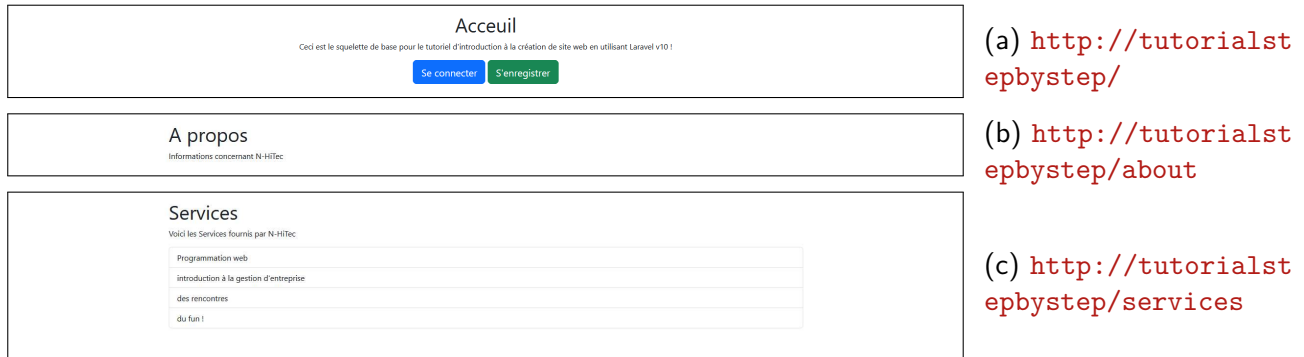 Acceuil
Ceci est le squelette de base pour le tutoriel d'introduction à la création de site web en utilisant Laravel v10 !
Se connecter S'enregistrer
(a) http://tutorialst
epbystep/
A propos
Informations concernant N-HiTec
(b) http://tutorialst
epbystep/about
Services
Voici les Services fournis par N-HiTec
Programmation web
introduction à la gestion d'entreprise
des rencontres
du fun !
(c) http://tutorialst
epbystep/services